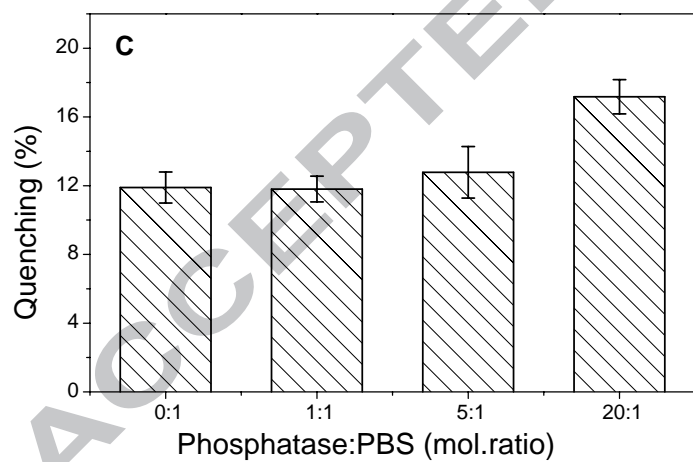 ACCEPTE
C
Quenching (%)
20
16
12
8
4
0
0:1 1:1 5:1 20:1
Phosphatase:PBS (mol.ratio)